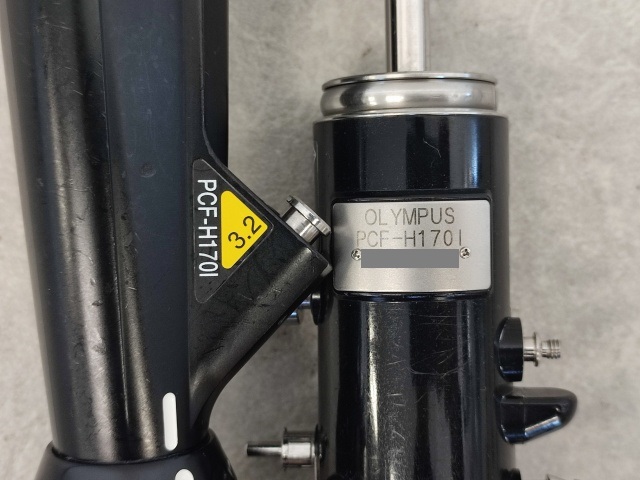 PCF-H170I
3.2
OLYMPUS
PCF-H170I